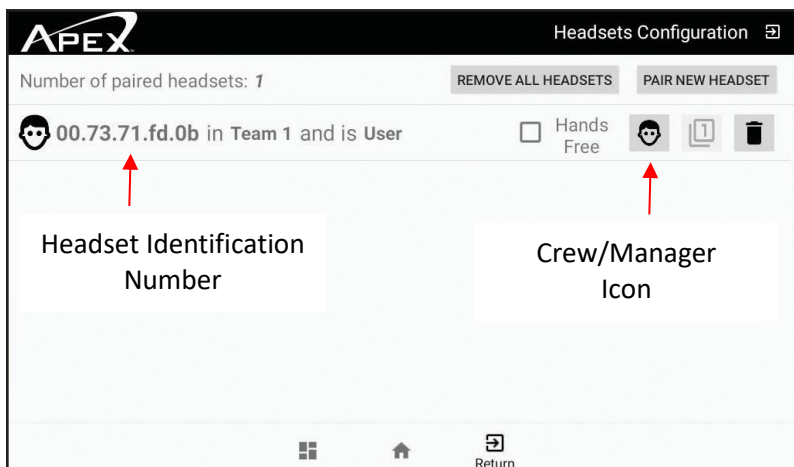 APEX
Headsets Configuration
Number of paired headsets: 1
REMOVE ALL HEADSETS
PAIR NEW HEADSET
00.73.71.fd.0b in Team 1 and is User
Hands
Free
1
Headset Identification
Number
Crew/Manager
Icon
Return